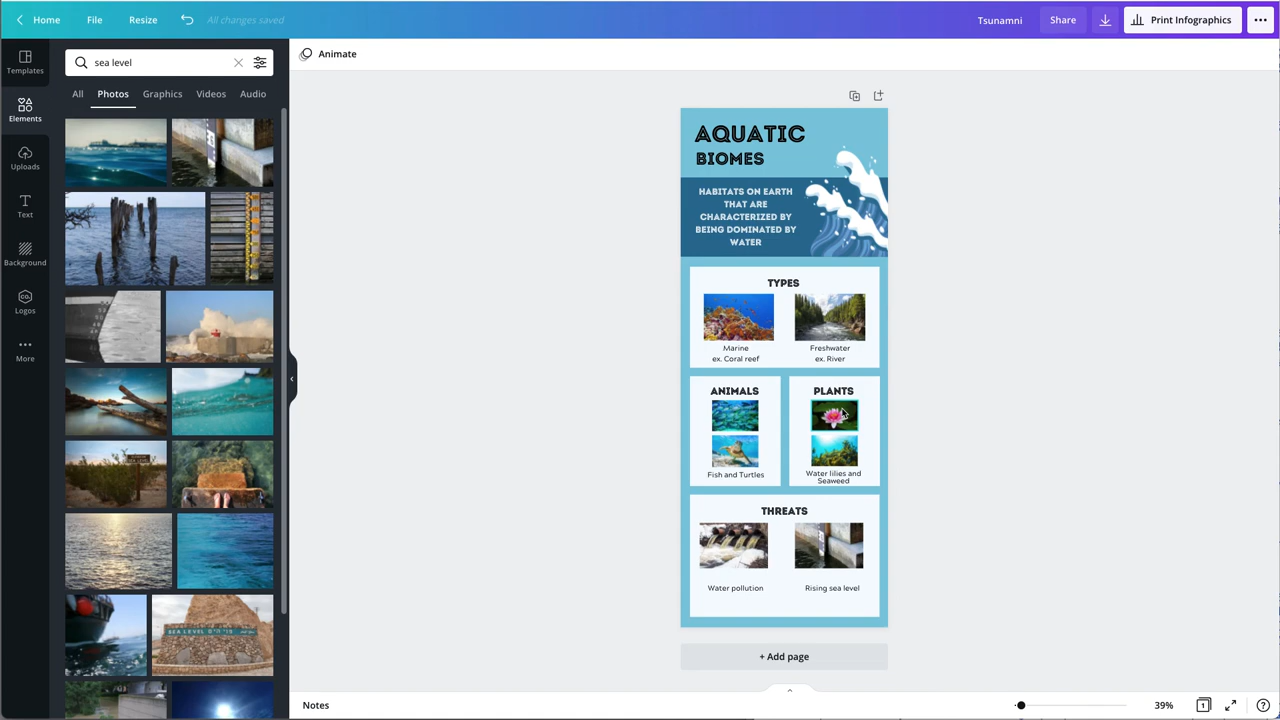 Home File Resize All changes saved Tsunamni Share Print Infographics
Templates
Elements
Uploads
Text
Background
Logos
More
sea level
All Photos Graphics Videos Audio
SEA LEVEL
Animate
AQUATIC
BIOMES
HABITATS ON EARTH
THAT ARE
CHARACTERIZED BY
BEING DOMINATED BY
WATER
TYPES
Marine
ex. Coral reef
Freshwater
ex. River
ANIMALS
Fish and Turtles
PLANTS
Water lilies and
Seaweed
THREATS
Water pollution
Rising sea level
+ Add page
Notes
39%
1